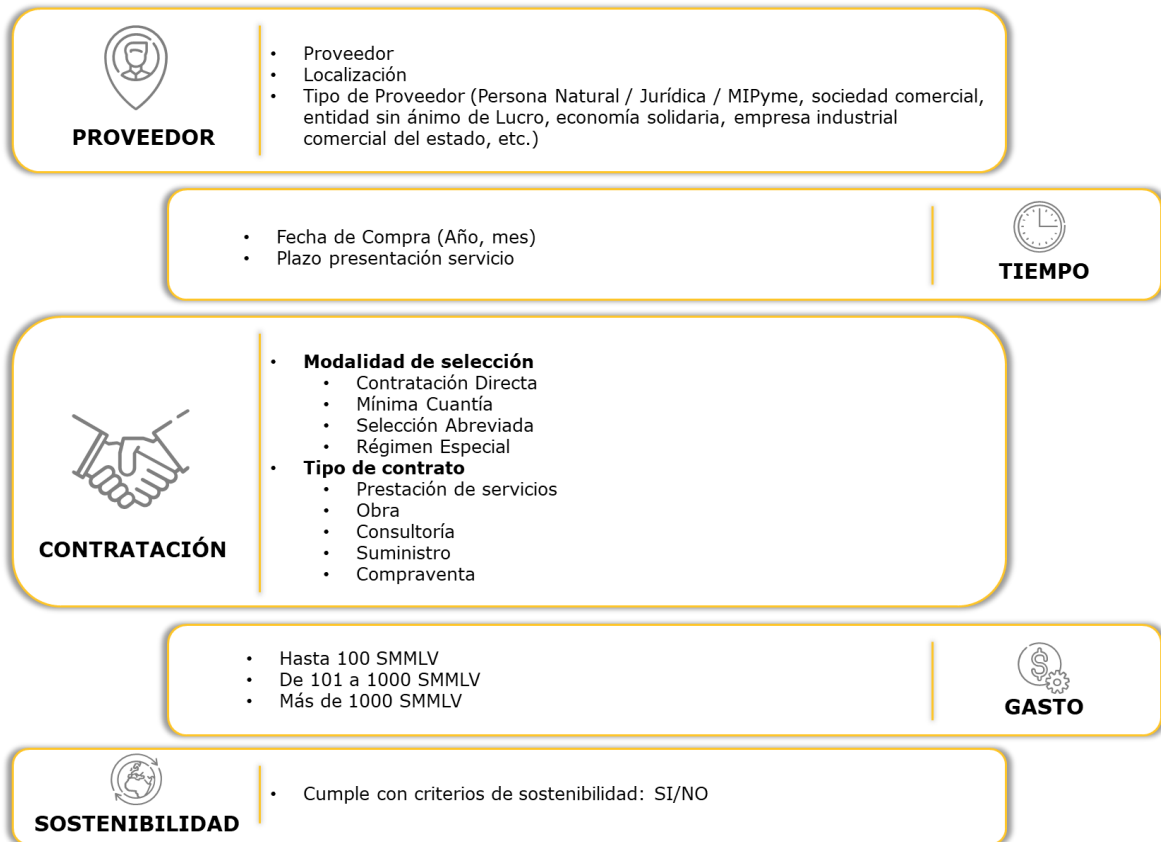 PROVEEDOR
• Proveedor
• Localización
• Tipo de Proveedor (Persona Natural / Jurídica / MIPyme, sociedad comercial,
entidad sin ánimo de Lucro, economía solidaria, empresa industrial
comercial del estado, etc.)
• Fecha de Compra (Año, mes)
• Plazo presentación servicio
TIEMPO
CONTRATACIÓN
• Modalidad de selección
• Contratación Directa
• Mínima Cuantía
• Selección Abreviada
• Régimen Especial
• Tipo de contrato
• Prestación de servicios
• Obra
• Consultoría
• Suministro
• Compraventa
• Hasta 100 SMMLV
• De 101 a 1000 SMMLV
• Más de 1000 SMMLV
$
GASTO
SOSTENIBILIDAD
• Cumple con criterios de sostenibilidad: SI/NO